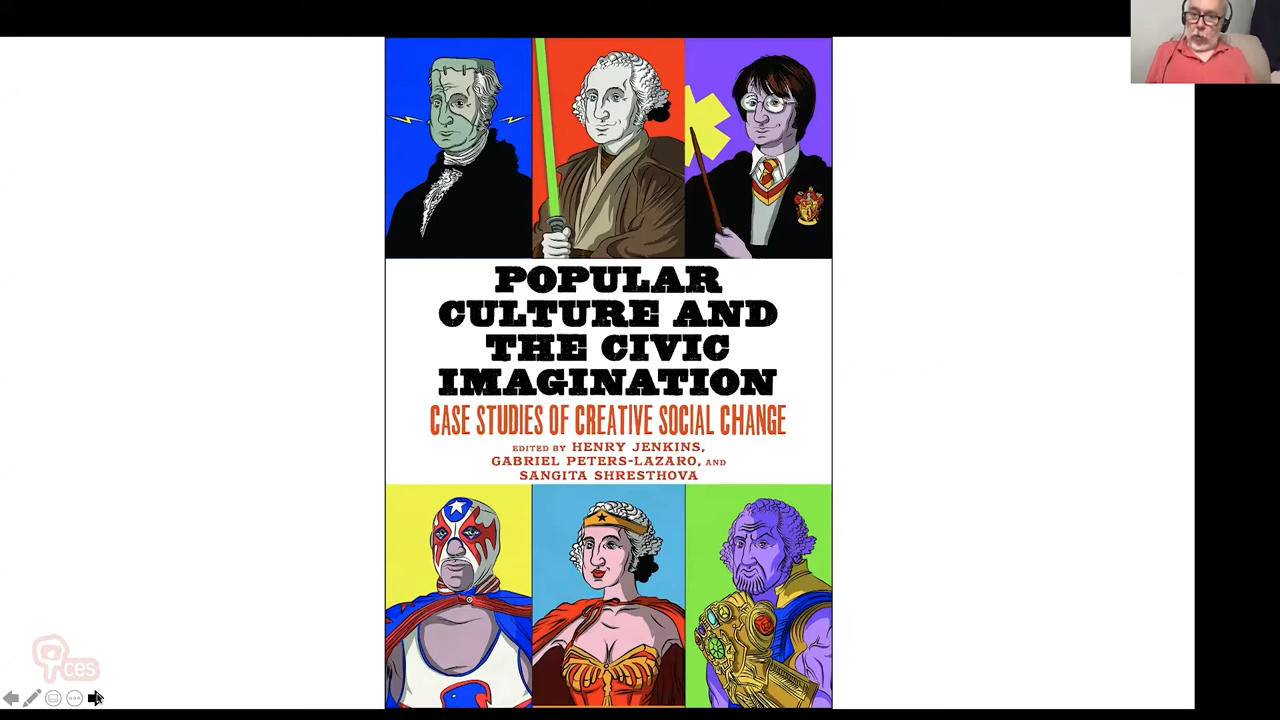 POPULAR
CULTURE AND
THE CIVIC
IMAGINATION
CASE STUDIES OF CREATIVE SOCIAL CHANGE
EDITED BY HENRY JENKINS,
GABRIEL PETERS-LAZARO, AND
SANGITA SHRESTHOVA
ces